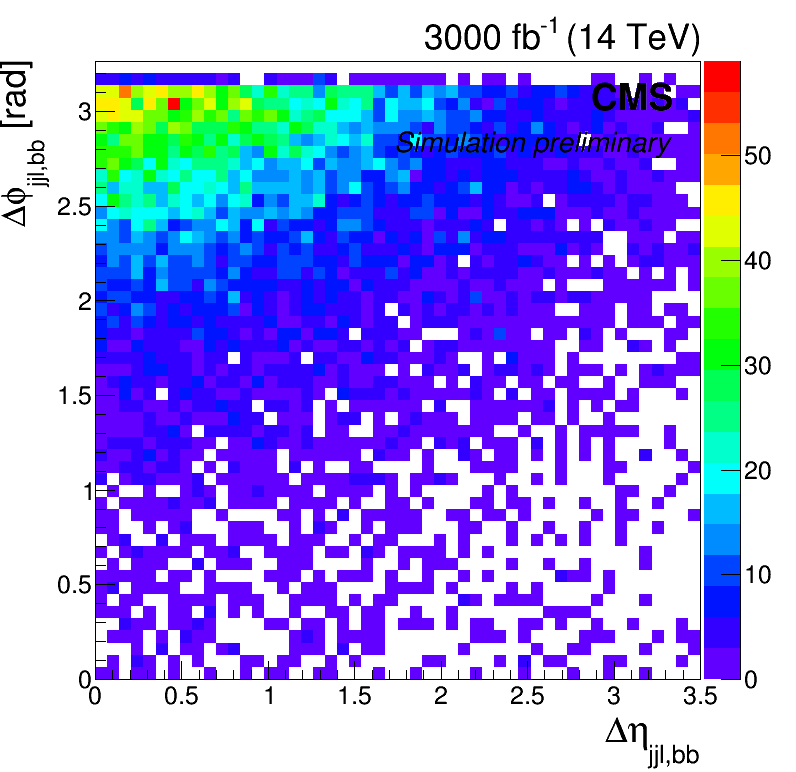 3000 fb-1 (14 TeV)
CMS
Simulation preliminary
Δϕjjl,bb [rad]
3
2.5
2
1.5
1
0.5
0
0 0.5 1 1.5 2 2.5 3 3.5
Δηjjl,bb
50
40
30
20
10
0